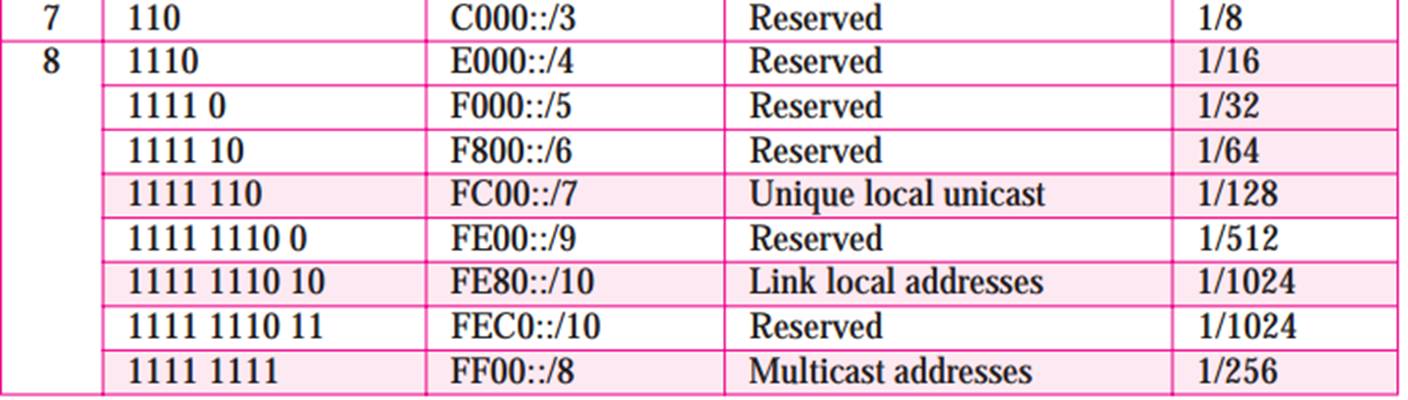 7 110 C000::/3 Reserved 1/8
8 1110 E000::/4 Reserved 1/16
1111 0 F000::/5 Reserved 1/32
1111 10 F800::/6 Reserved 1/64
1111 110 FC00::/7 Unique local unicast 1/128
1111 1110 0 FE00::/9 Reserved 1/512
1111 1110 10 FE80::/10 Link local addresses 1/1024
1111 1110 11 FEC0::/10 Reserved 1/1024
1111 1111 FF00::/8 Multicast addresses 1/256